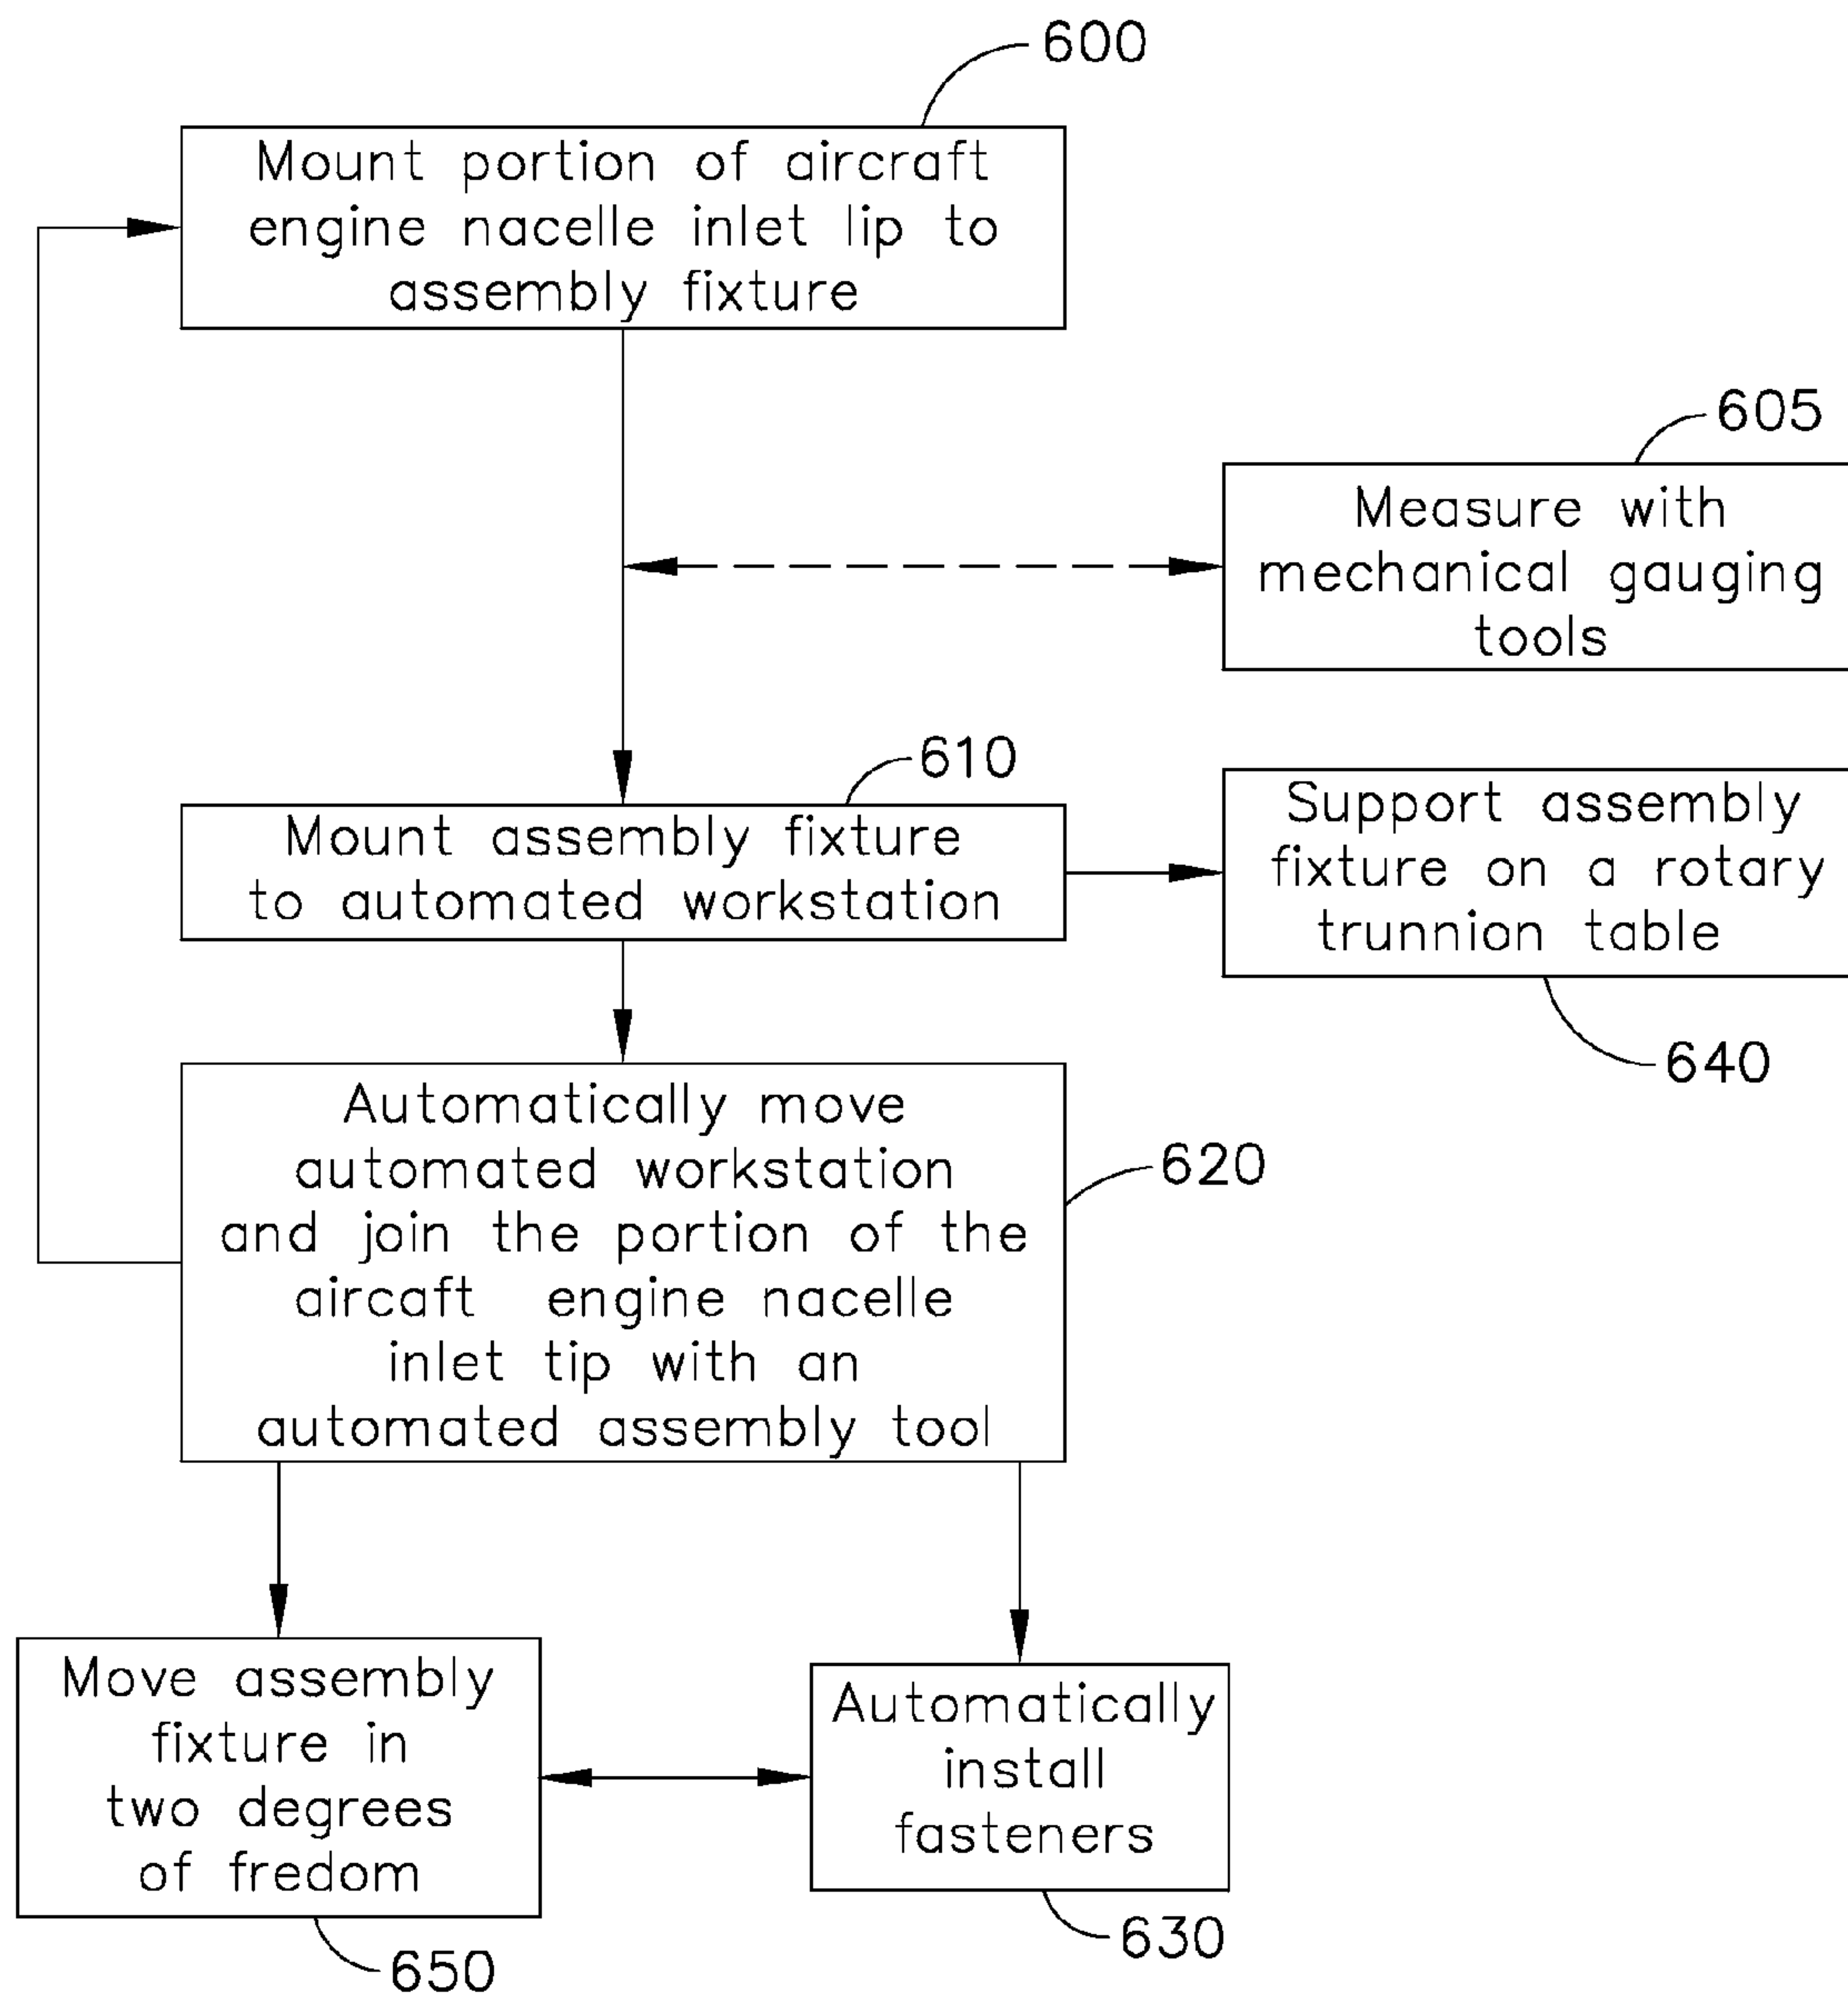 600
Mount portion of aircraft
engine nacelle inlet lip to
assembly fixture
605
Measure with
mechanical gauging
tools
610
Mount assembly fixture
to automated workstation
Support assembly
fixture on a rotary
trunnion table
640
Automatically move
automated workstation
and join the portion of the
aircaft engine nacelle
inlet tip with an
automated assembly tool
620
Move assembly
fixture in
two degrees
of fredom
650
Automatically
install
fasteners
630